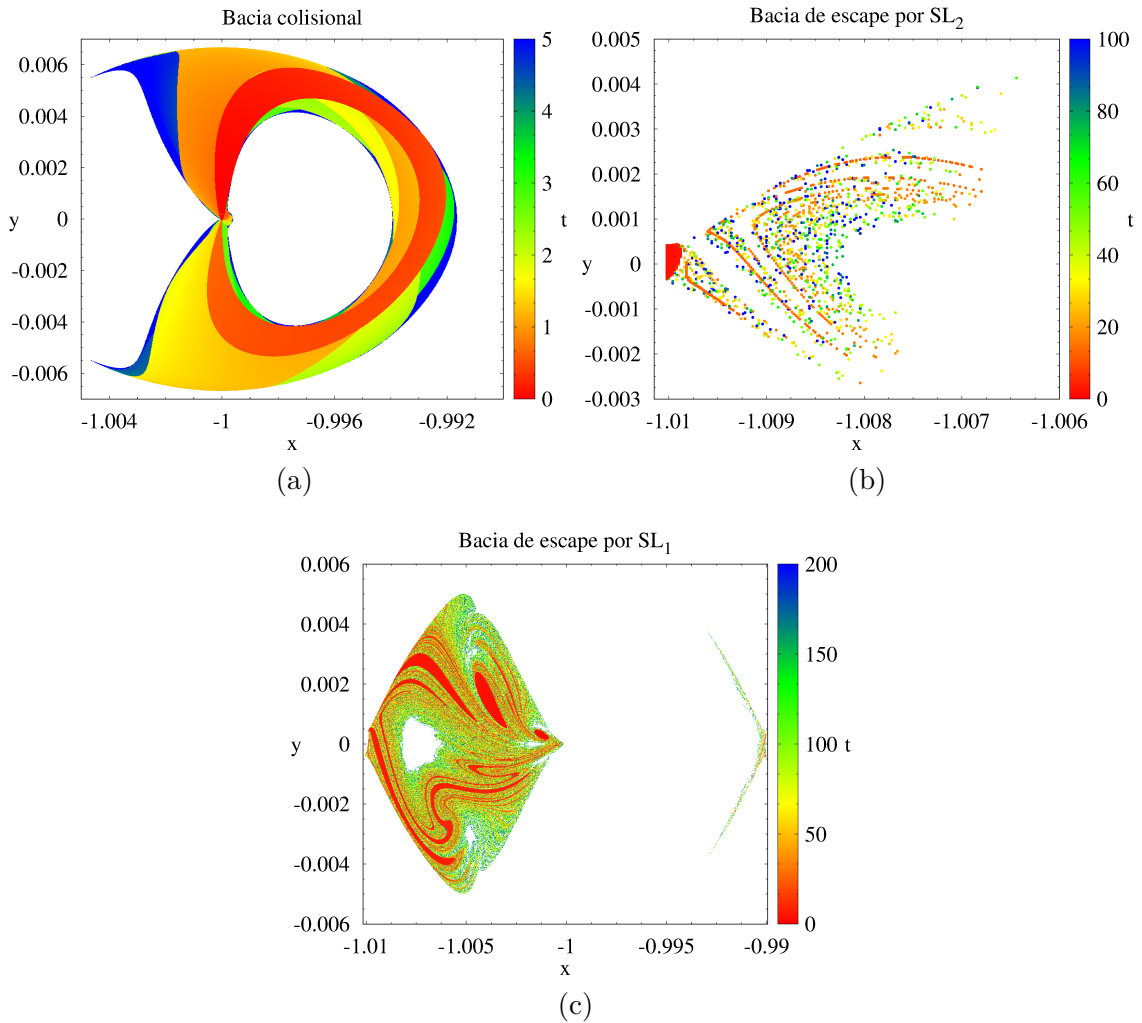 Bacia colisional
0.006
0.004
0.002
y 0
-0.002
-0.004
-0.006
-1.004 -1 -0.996 -0.992
x
5
4
3
t
2
1
0
(a)
Bacia de escape por SL2
0.005
0.004
0.003
0.002
0.001
y 0
-0.001
-0.002
-0.003
-1.01 -1.009 -1.008 -1.007 -1.006
x
100
80
60
t
40
20
0
(b)
Bacia de escape por SL1
0.006
0.004
0.002
y 0
-0.002
-0.004
-0.006
-1.01 -1.005 -1 -0.995 -0.99
x
200
150
100 t
50
0
(c)